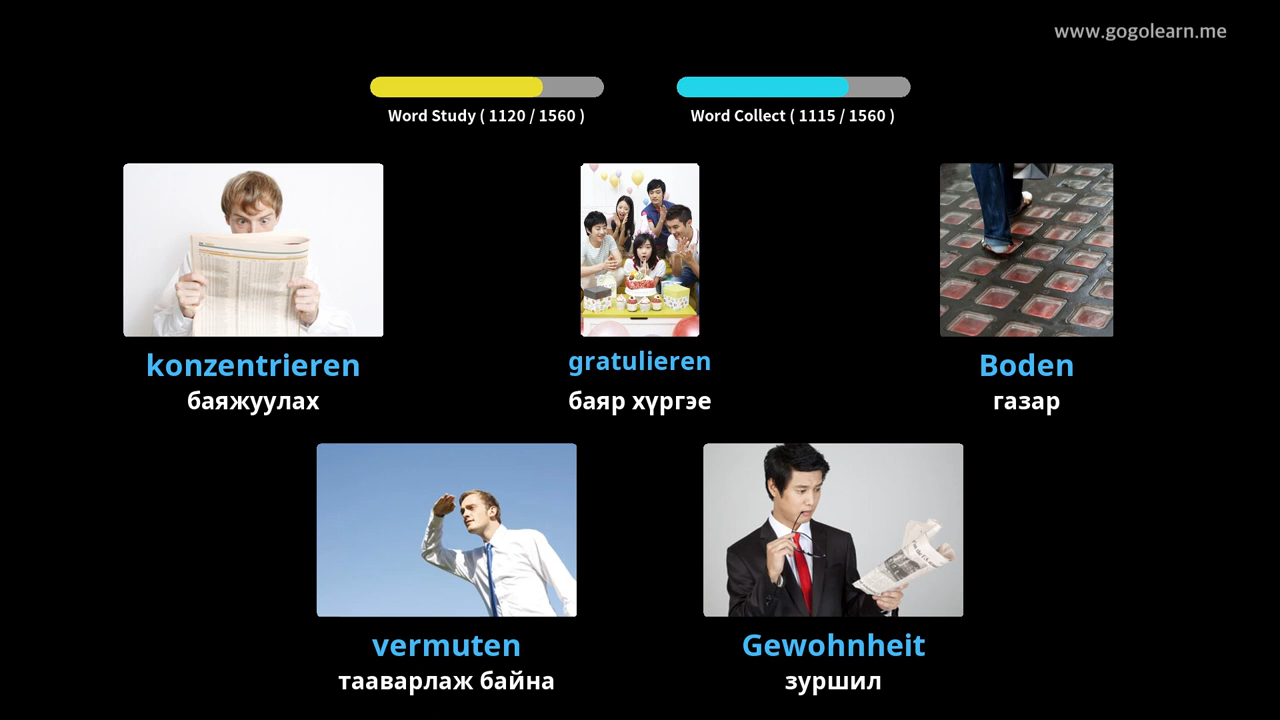 www.gogolearn.me
Word Study ( 1120 / 1560 )
Word Collect ( 1115 / 1560 )
konzentrieren
баяжуулах
gratulieren
баяр хүргэе
Boden
газар
vermuten
тааварлаж байна
Gewohnheit
зуршил